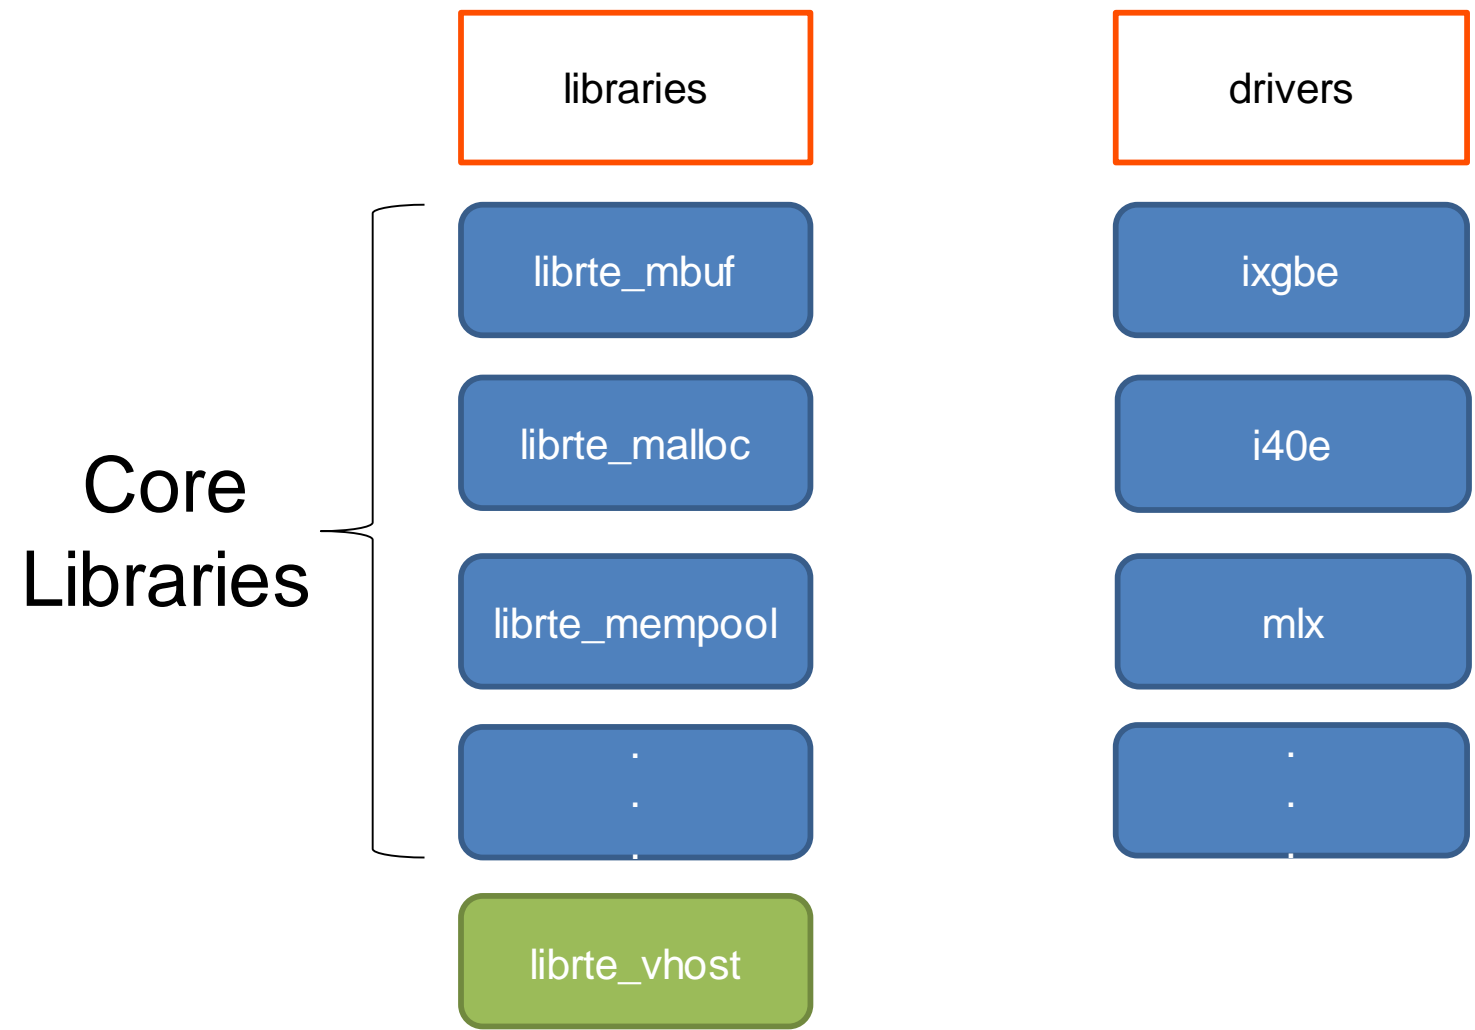 libraries
drivers
Core
Libraries
librte_mbuf
librte_malloc
librte_mempool
.
.
.
librte_vhost
ixgbe
i40e
mlx
.
.
.